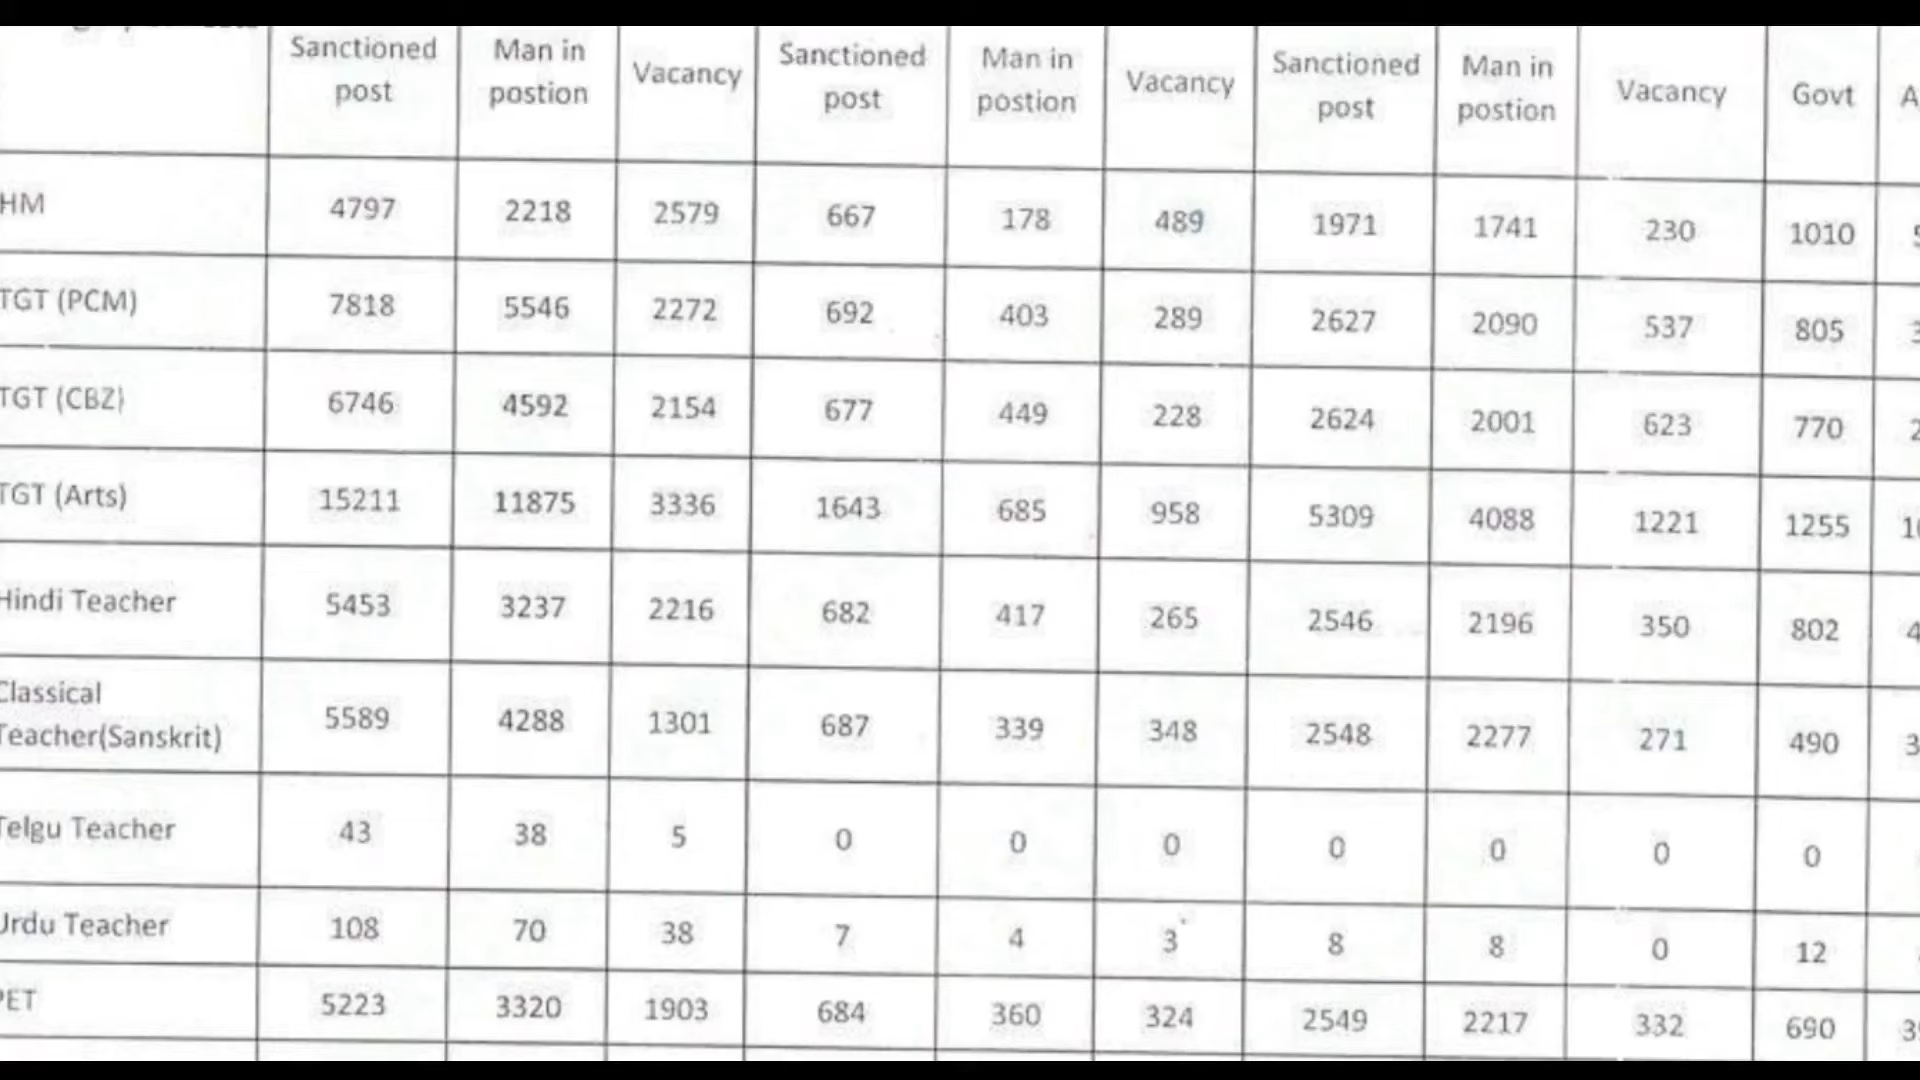 Sanctioned post Man in postion Vacancy Sanctioned post Man in postion Vacancy Sanctioned post Man in postion Vacancy Govt A
HM 4797 2218 2579 667 178 489 1971 1741 230 1010
TGT (PCM) 7818 5546 2272 692 403 289 2627 2090 537 805
TGT (CBZ) 6746 4592 2154 677 449 228 2624 2001 623 770
TGT (Arts) 15211 11875 3336 1643 685 958 5309 4088 1221 1255
Hindi Teacher 5453 3237 2216 682 417 265 2546 2196 350 802
Classical
Teacher(Sanskrit) 5589 4288 1301 687 339 348 2548 2277 271 490
Telgu Teacher 43 38 5 0 0 0 0 0 0 0
Urdu Teacher 108 70 38 7 4 3 8 8 0 12
PET 5223 3320 1903 684 360 324 2549 2217 332 690